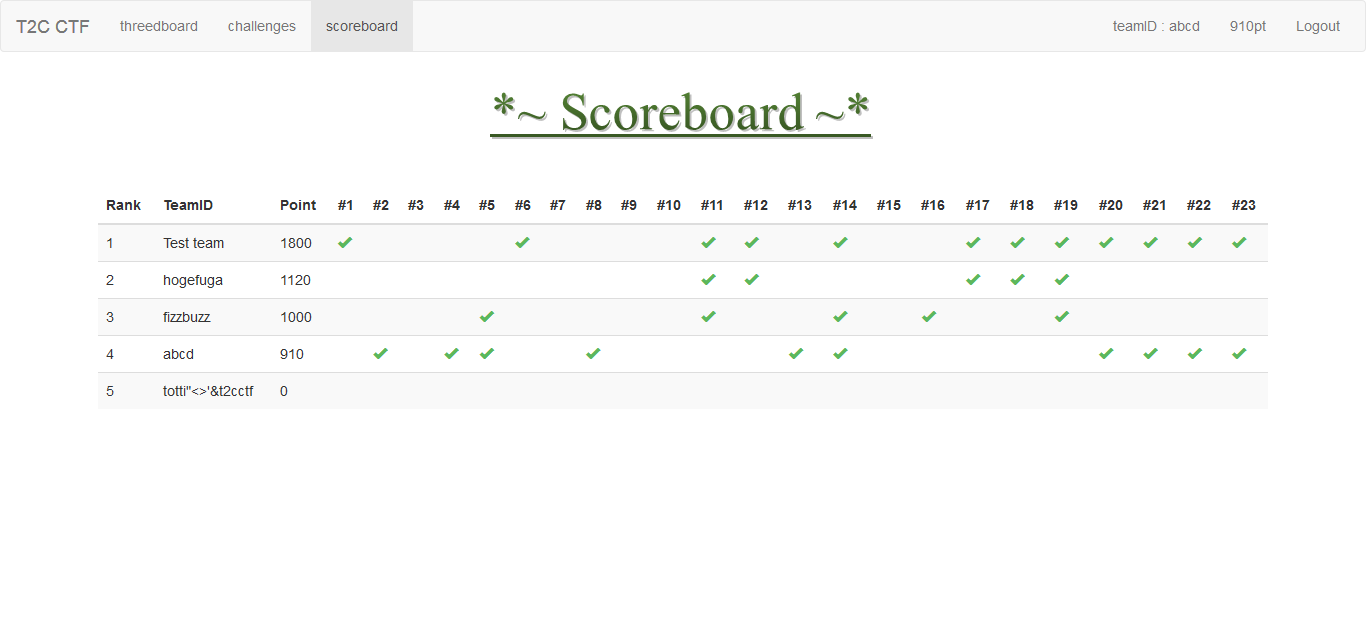 T2C CTF threedboard challenges scoreboard teamID : abcd 910pt Logout
*~ Scoreboard ~*
Rank TeamID Point #1 #2 #3 #4 #5 #6 #7 #8 #9 #10 #11 #12 #13 #14 #15 #16 #17 #18 #19 #20 #21 #22 #23
1 Test team 1800 ✔ ✔ ✔ ✔ ✔ ✔ ✔ ✔ ✔ ✔ ✔ ✔
2 hogefuga 1120 ✔ ✔ ✔ ✔ ✔
3 fizzbuzz 1000 ✔ ✔ ✔ ✔ ✔
4 abcd 910 ✔ ✔ ✔ ✔ ✔ ✔ ✔ ✔ ✔ ✔
5 totti"<>'&t2cctf 0